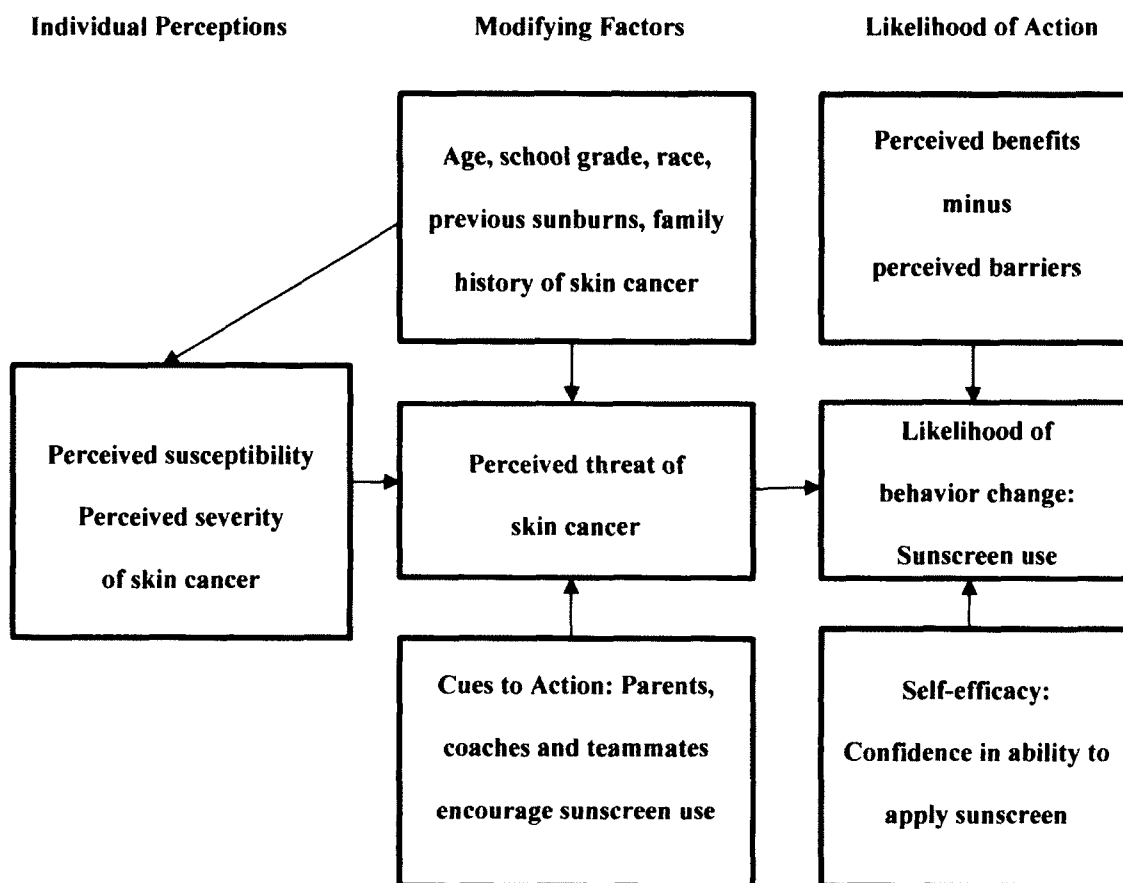 Individual Perceptions
Modifying Factors
Likelihood of Action
Age, school grade, race,
previous sunburns, family
history of skin cancer
Perceived benefits
minus
perceived barriers
Perceived susceptibility
Perceived severity
of skin cancer
Perceived threat of
skin cancer
Likelihood of
behavior change:
Sunscreen use
Cues to Action: Parents,
coaches and teammates
encourage sunscreen use
Self-efficacy:
Confidence in ability to
apply sunscreen